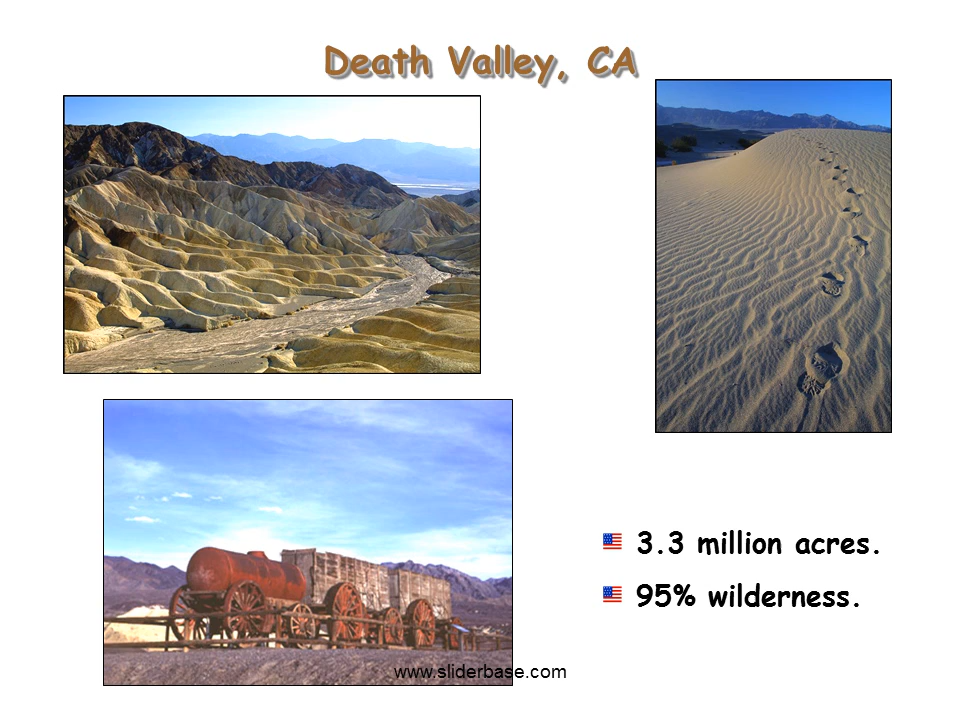 Death Valley, CA
3.3 million acres.
95% wilderness.
www.sliderbase.com